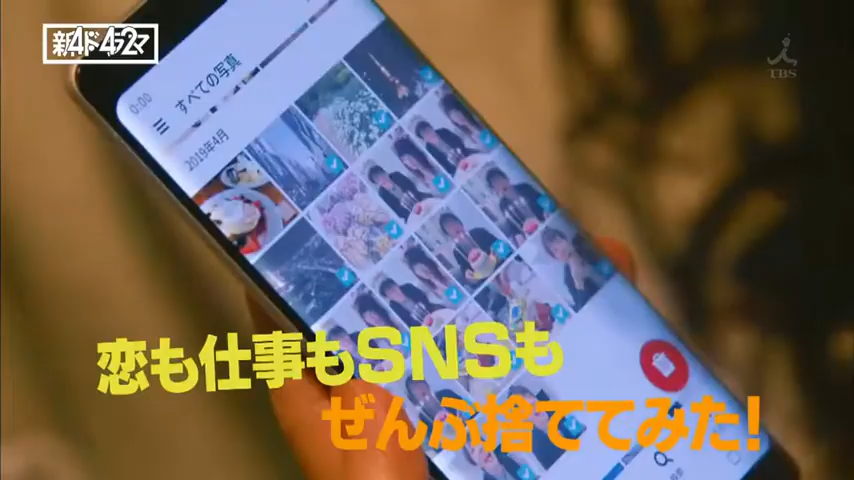 新ドラマ
4:42
TBS
0:00
すべての写真
2019年4月
恋も仕事もSNSも
ぜんぶ捨ててみた!